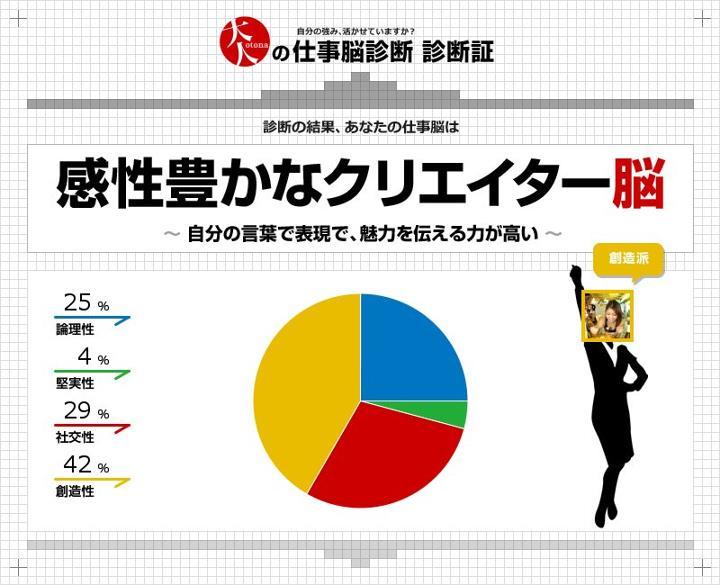 自分の強み、活かせていますか?
大人 otona の仕事脳診断 診断証
診断の結果、あなたの仕事脳は
感性豊かなクリエイター脳
～ 自分の言葉で表現で、魅力を伝える力が高い ～
創造派
25 %
論理性
4 %
堅実性
29 %
社交性
42 %
創造性